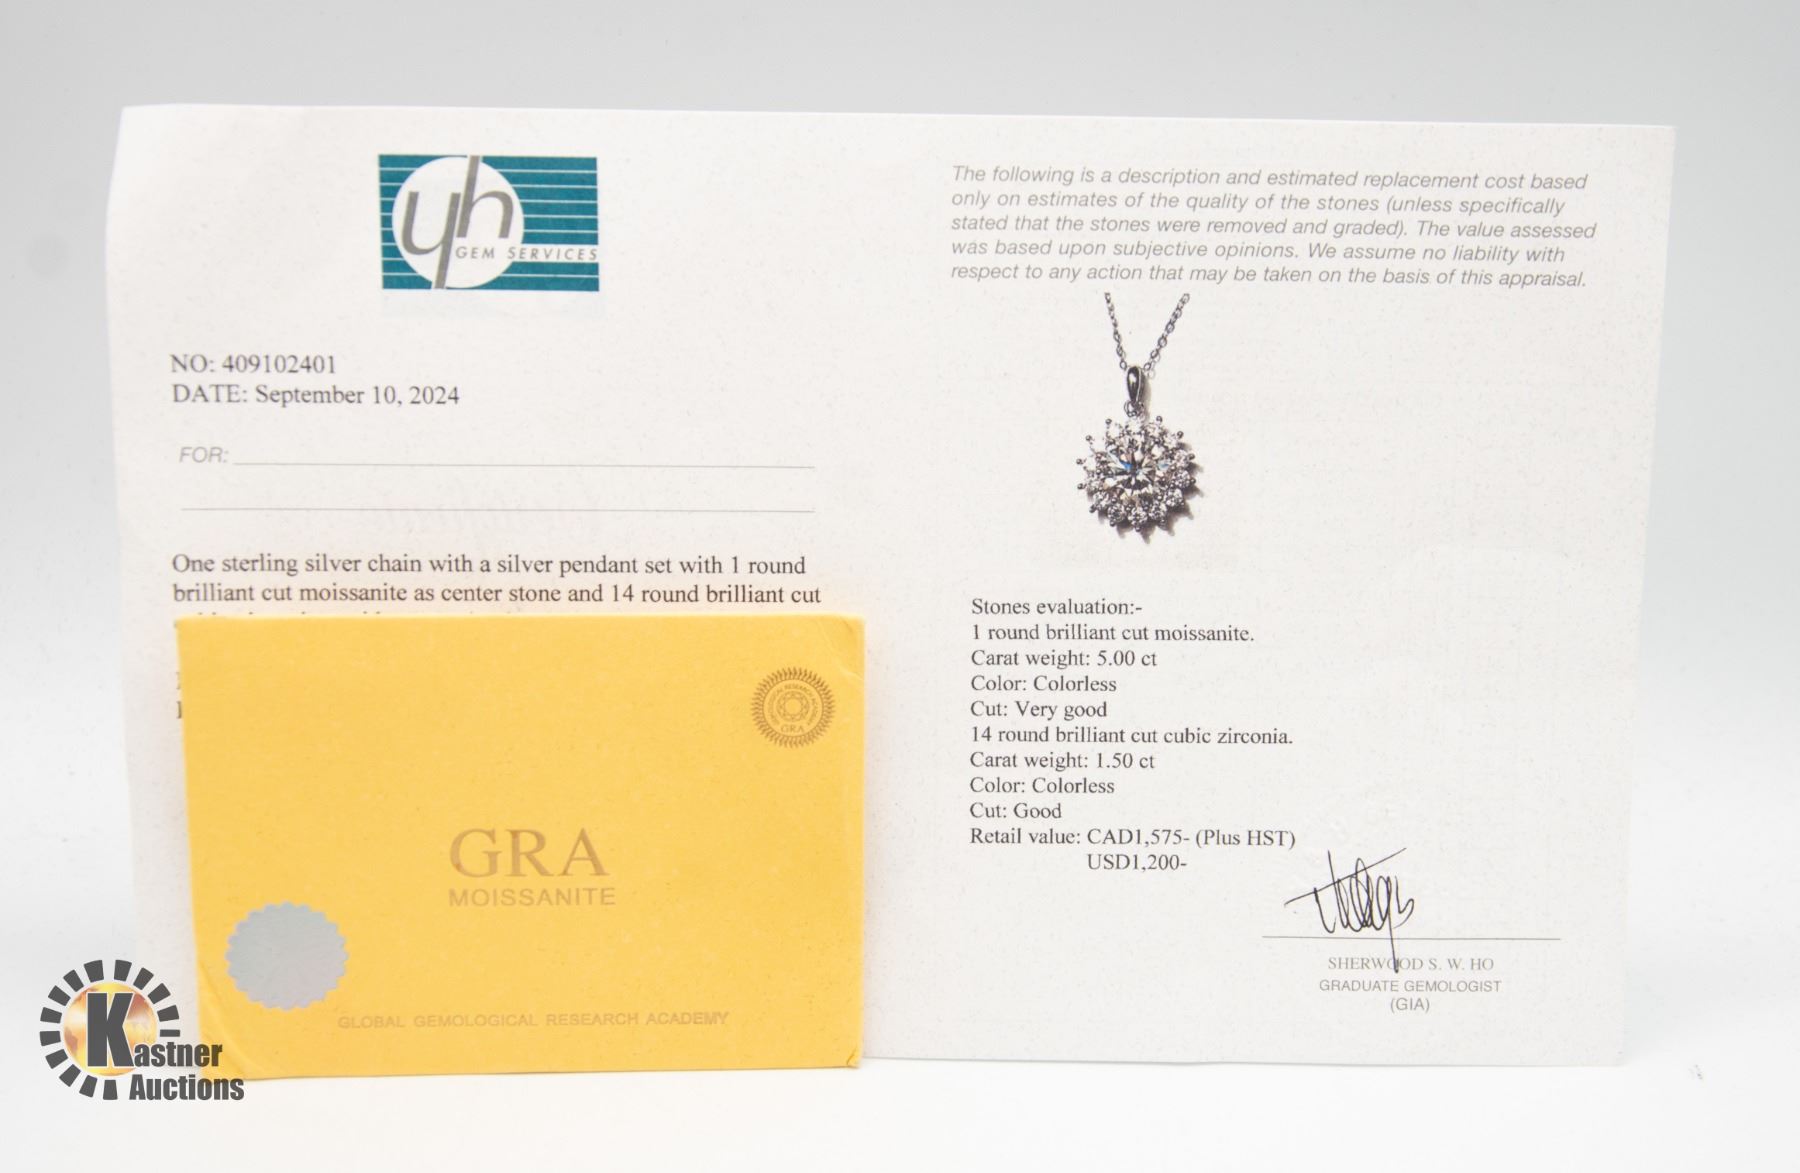 yh
GEM SERVICES
NO: 409102401
DATE: September 10, 2024
FOR:
One sterling silver chain with a silver pendant set with 1 round
brilliant cut moissanite as center stone and 14 round brilliant cut
GEMOLOGICAL RESEARCH ACADEMY
GRA
GRA
MOISSANITE
GLOBAL GEMOLOGICAL RESEARCH ACADEMY
Kastner
Auctions
The following is a description and estimated replacement cost based
only on estimates of the quality of the stones (unless specifically
stated that the stones were removed and graded). The value assessed
was based upon subjective opinions. We assume no liability with
respect to any action that may be taken on the basis of this appraisal.
Stones evaluation:-
1 round brilliant cut moissanite.
Carat weight: 5.00 ct
Color: Colorless
Cut: Very good
14 round brilliant cut cubic zirconia.
Carat weight: 1.50 ct
Color: Colorless
Cut: Good
Retail value: CAD1,575- (Plus HST)
USD1,200-
SHERWOOD S. W. HO
GRADUATE GEMOLOGIST
(GIA)